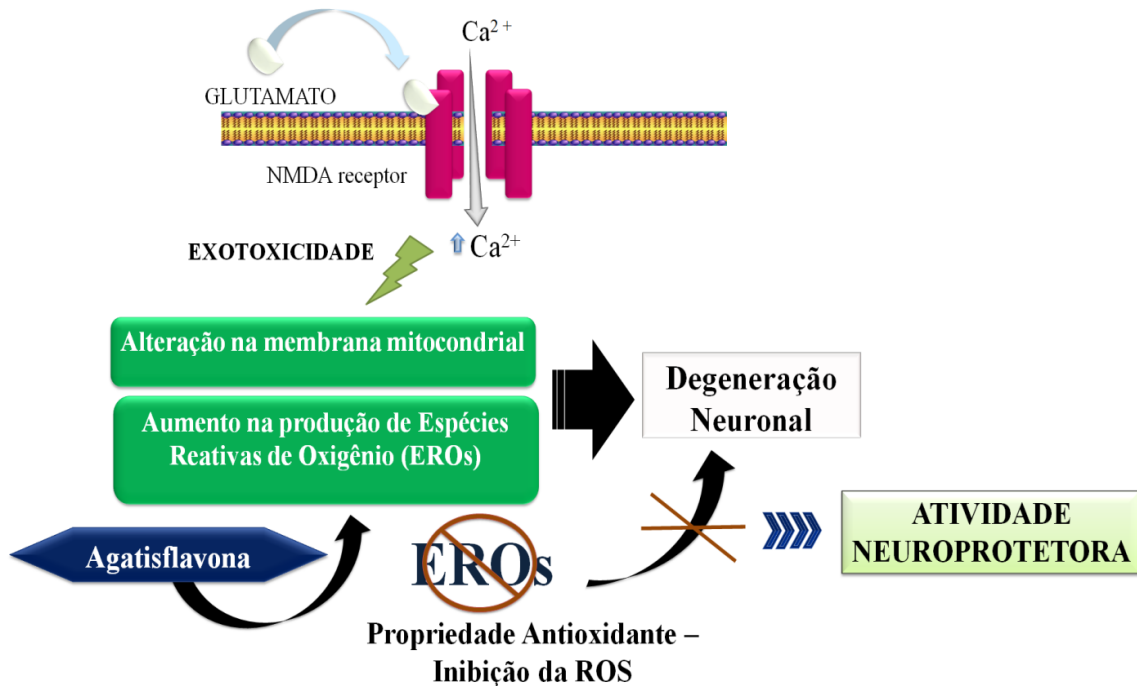 Ca²⁺
GLUTAMATO
NMDA receptor
Ca²⁺
EXOTOXICIDADE
Alteração na membrana mitocondrial
Aumento na produção de Espécies
Reativas de Oxigênio (EROs)
Degeneração
Neuronal
Agatisflavona
EROs
Propriedade Antioxidante –
Inibição da ROS
ATIVIDADE
NEUROPROTETORA